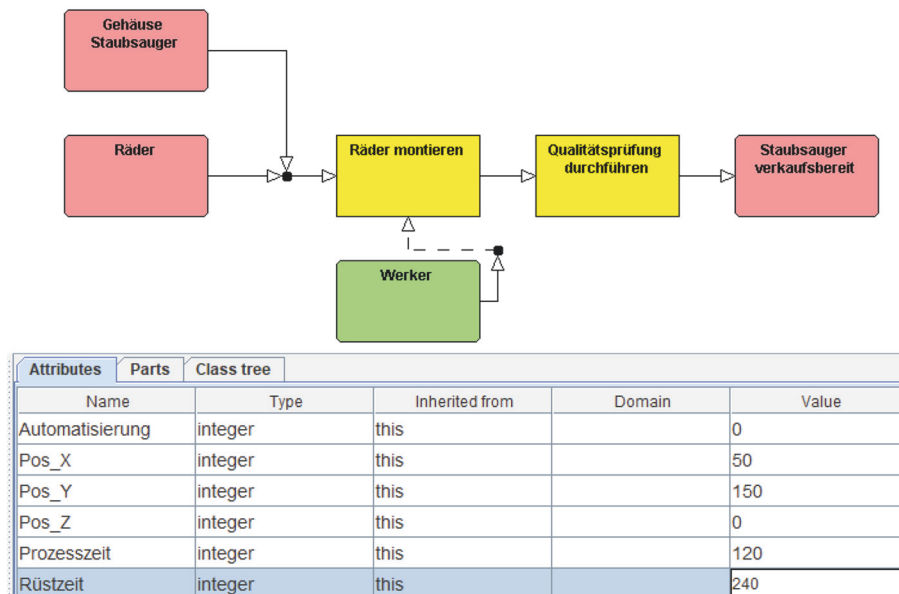 Gehäuse
Staubsauger
Räder
Räder montieren
Qualitätsprüfung
durchführen
Staubsauger
verkaufsbereit
Werker
Attributes Parts Class tree
Name Type Inherited from Domain Value
Automatisierung integer this 0
Pos_X integer this 50
Pos_Y integer this 150
Pos_Z integer this 0
Prozesszeit integer this 120
Rüstzeit integer this 240